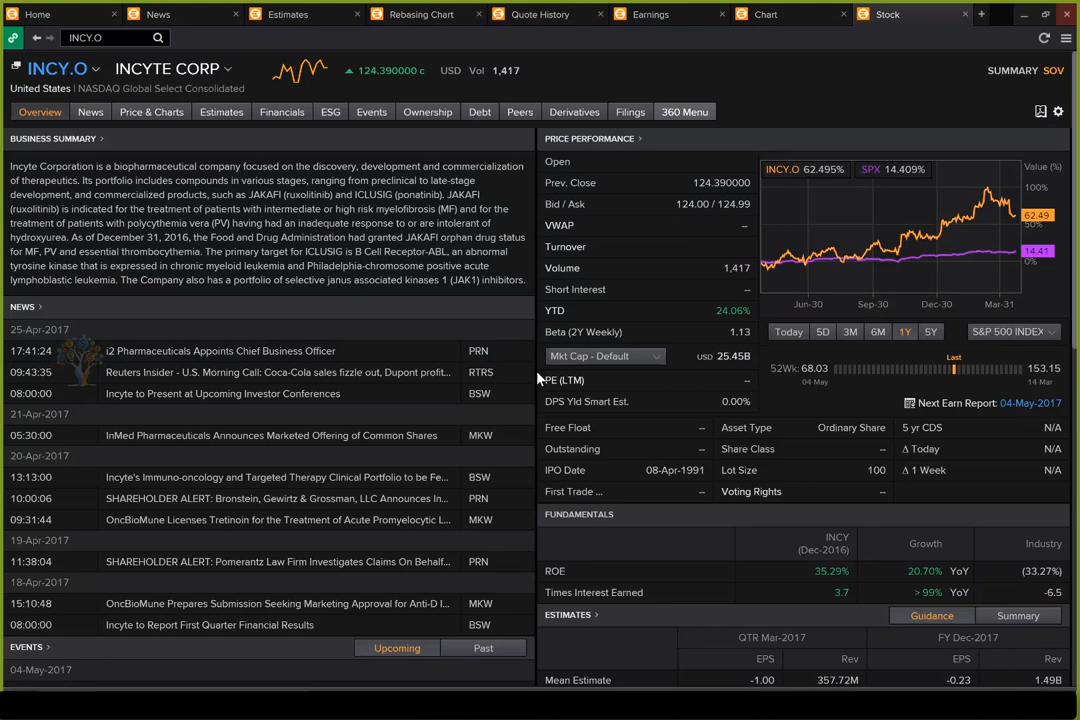 Home
News
Estimates
Rebasing Chart
Quote History
Earnings
Chart
Stock
INCY.O
INCY.O
INCYTE CORP
124.390000 c
USD Vol 1,417
SUMMARY SOV
United States | NASDAQ Global Select Consolidated
Overview
News
Price & Charts
Estimates
Financials
ESG
Events
Ownership
Debt
Peers
Derivatives
Filings
360 Menu
BUSINESS SUMMARY
Incyte Corporation is a biopharmaceutical company focused on the discovery, development and commercialization
of therapeutics. Its portfolio includes compounds in various stages, ranging from preclinical to late-stage
development, and commercialized products, such as JAKAFI (ruxolitinib) and ICLUSIG (ponatinib). JAKAFI
(ruxolitinib) is indicated for the treatment of patients with intermediate or high risk myelofibrosis (MF) and for the
treatment of patients with polycythemia vera (PV) having had an inadequate response to or are intolerant of
hydroxyurea. As of December 31, 2016, the Food and Drug Administration had granted JAKAFI orphan drug status
for MF, PV and essential thrombocythemia. The primary target for ICLUSIG is B Cell Receptor-ABL, an abnormal
tyrosine kinase that is expressed in chronic myeloid leukemia and Philadelphia-chromosome positive acute
lymphoblastic leukemia. The Company also has a portfolio of selective janus associated kinases 1 (JAK1) inhibitors.
NEWS
25-Apr-2017
17:41:24 i2 Pharmaceuticals Appoints Chief Business Officer PRN
09:43:35 Reuters Insider - U.S. Morning Call: Coca-Cola sales fizzle out, Dupont profit... RTRS
08:00:00 Incyte to Present at Upcoming Investor Conferences BSW
21-Apr-2017
05:30:00 InMed Pharmaceuticals Announces Marketed Offering of Common Shares MKW
20-Apr-2017
13:13:00 Incyte's Immuno-oncology and Targeted Therapy Clinical Portfolio to be Fe... BSW
10:00:06 SHAREHOLDER ALERT: Bronstein, Gewirtz & Grossman, LLC Announces In... PRN
09:31:44 OncBioMune Licenses Tretinoin for the Treatment of Acute Promyelocytic L... MKW
19-Apr-2017
11:38:04 SHAREHOLDER ALERT: Pomerantz Law Firm Investigates Claims On Behalf... PRN
18-Apr-2017
15:10:48 OncBioMune Prepares Submission Seeking Marketing Approval for Anti-D I... MKW
08:00:00 Incyte to Report First Quarter Financial Results BSW
EVENTS
Upcoming
Past
04-May-2017
PRICE PERFORMANCE
Open
Prev. Close 124.390000
Bid / Ask 124.00 / 124.99
VWAP --
Turnover --
Volume 1,417
Short Interest --
YTD 24.06%
Beta (2Y Weekly) 1.13
Mkt Cap - Default USD 25.45B
PE (LTM) --
DPS Yld Smart Est. 0.00%
INCY.O 62.495%
SPX 14.409%
Value (%)
100%
62.49
50%
14.41
0%
Jun-30 Sep-30 Dec-30 Mar-31
Today 5D 3M 6M 1Y 5Y S&P 500 INDEX
Last
52Wk: 68.03 153.15
04 May 14 Mar
Next Earn Report: 04-May-2017
Free Float -- Asset Type Ordinary Share 5 yr CDS N/A
Outstanding -- Share Class -- Δ Today N/A
IPO Date 08-Apr-1991 Lot Size 100 Δ 1 Week N/A
First Trade ... -- Voting Rights --
FUNDAMENTALS
INCY
(Dec-2016) Growth Industry
ROE 35.29% 20.70% YoY (33.27%)
Times Interest Earned 3.7 > 99% YoY -6.5
ESTIMATES
Guidance
Summary
QTR Mar-2017 FY Dec-2017
EPS Rev EPS Rev
Mean Estimate -1.00 357.72M -0.23 1.49B